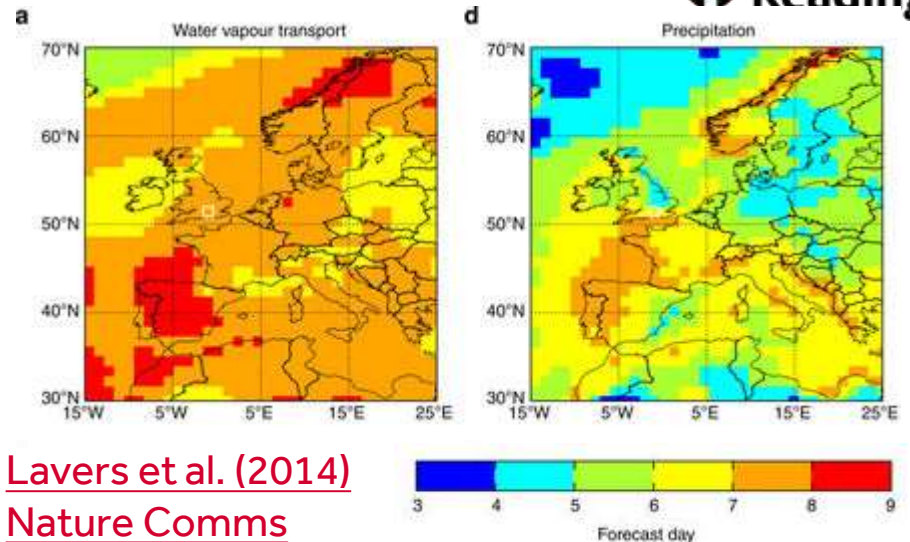 Reading
a
d
Water vapour transport
Precipitation
70°N
60°N
50°N
40°N
30°N
15°W
5°W
5°E
15°E
25°E
70°N
60°N
50°N
40°N
30°N
15°W
5°W
5°E
15°E
25°E
Lavers et al. (2014)
Nature Comms
3
4
5
6
7
8
9
Forecast day